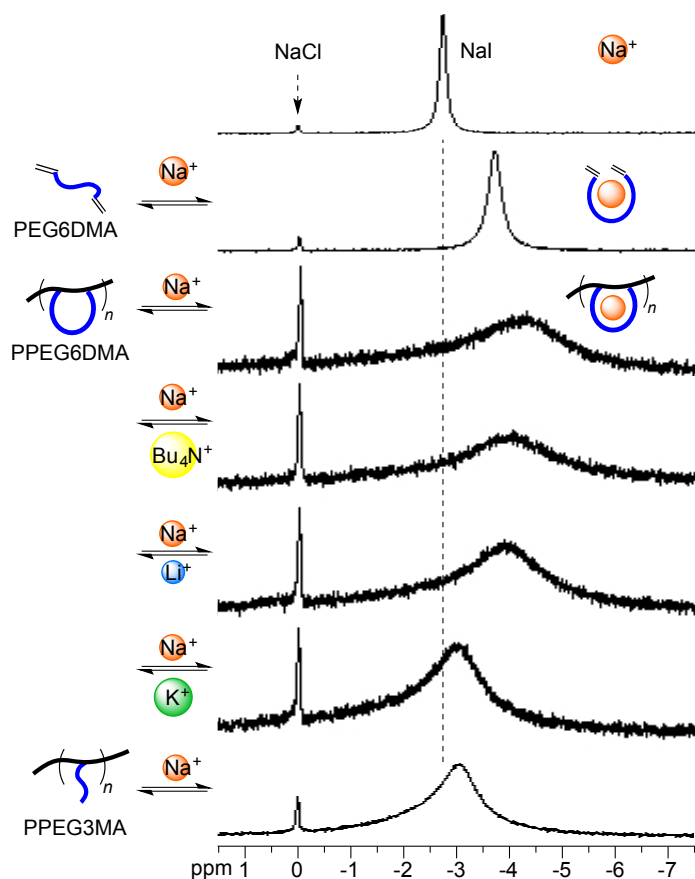 NaCl NaI Na+
Na+
PEG6DMA
Na+
n n
PPEG6DMA
Na+
Bu4N+
Na+
Li+
Na+
K+
Na+
n
PPEG3MA
ppm 1 0 -1 -2 -3 -4 -5 -6 -7